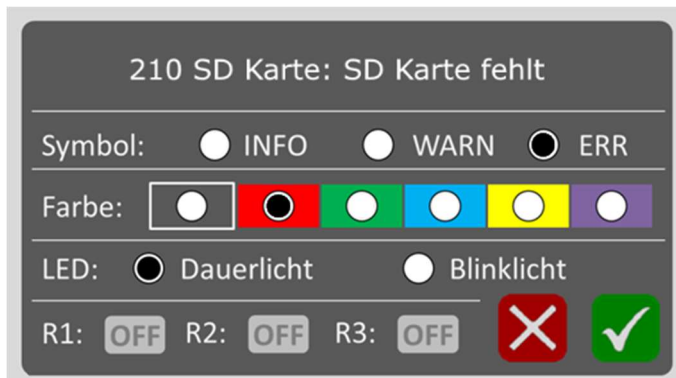 210 SD Karte: SD Karte fehlt
Symbol: INFO WARN ERR
Farbe:
LED: Dauerlicht Blinklicht
R1: OFF R2: OFF R3: OFF